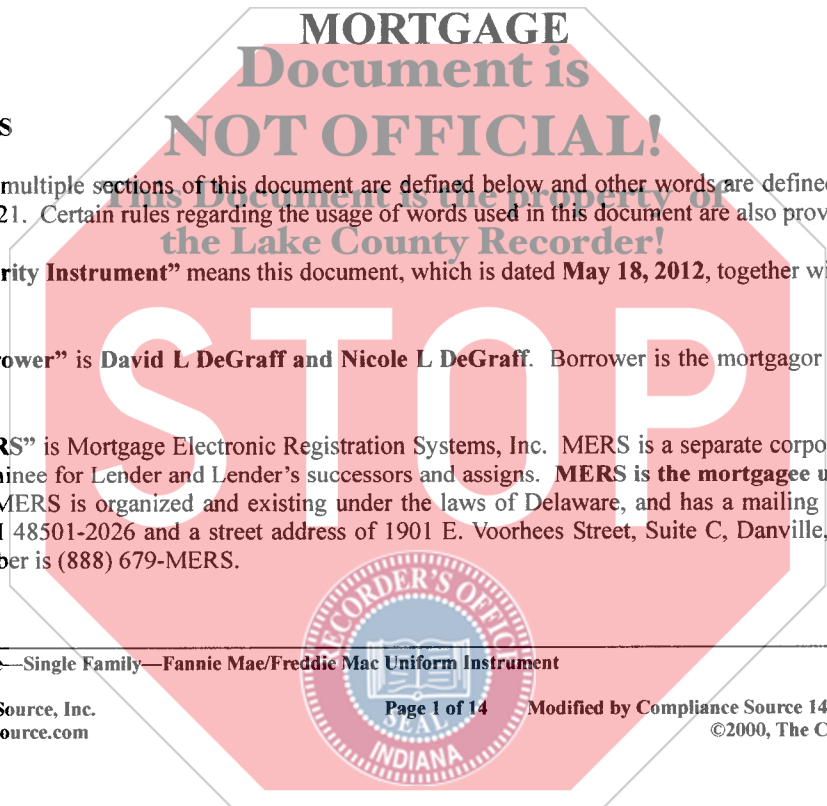 MORTGAGE
Document is
NOT OFFICIAL!
S
multiple sections of this document are defined below and other words are defined
This Document is the property of
21. Certain rules regarding the usage of words used in this document are also prov
the Lake County Recorder!
rity Instrument” means this document, which is dated May 18, 2012, together wi
rower” is David L DeGraff and Nicole L DeGraff. Borrower is the mortgagor
STOP
RS” is Mortgage Electronic Registration Systems, Inc. MERS is a separate corpo
inee for Lender and Lender’s successors and assigns. MERS is the mortgagee u
MERS is organized and existing under the laws of Delaware, and has a mailing
I 48501-2026 and a street address of 1901 E. Voorhees Street, Suite C, Danville,
ber is (888) 679-MERS.
RECORDER'S OFFICE
SEAL
INDIANA
e—Single Family—Fannie Mae/Freddie Mac Uniform Instrument
Source, Inc. Page 1 of 14 Modified by Compliance Source 14
ource.com ©2000, The C